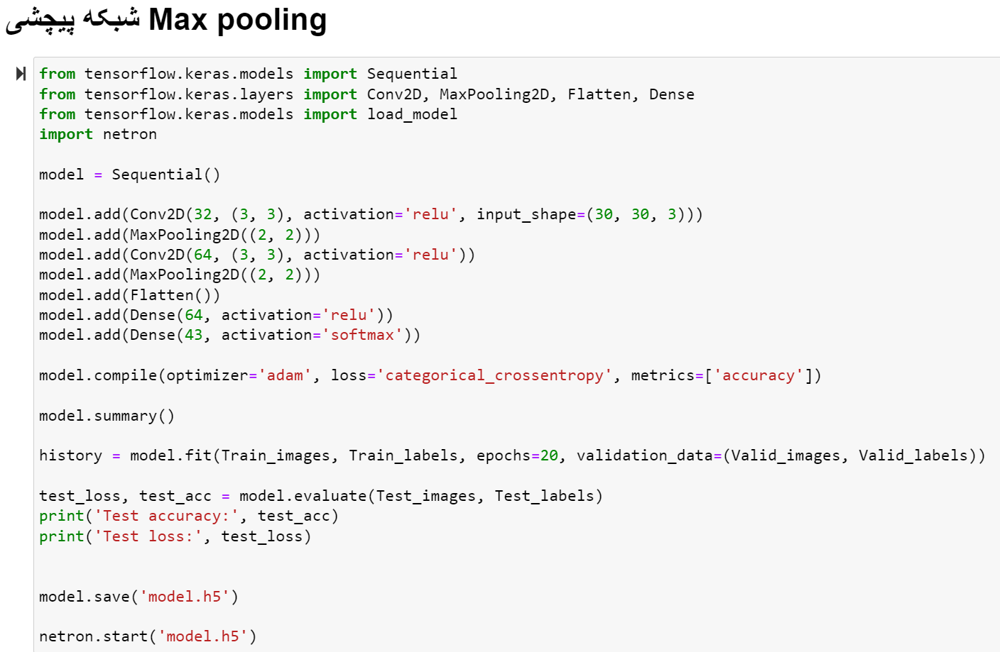 شبکه پیچشی Max pooling
from tensorflow.keras.models import Sequential
from tensorflow.keras.layers import Conv2D, MaxPooling2D, Flatten, Dense
from tensorflow.keras.models import load_model
import netron

model = Sequential()

model.add(Conv2D(32, (3, 3), activation='relu', input_shape=(30, 30, 3)))
model.add(MaxPooling2D((2, 2)))
model.add(Conv2D(64, (3, 3), activation='relu'))
model.add(MaxPooling2D((2, 2)))
model.add(Flatten())
model.add(Dense(64, activation='relu'))
model.add(Dense(43, activation='softmax'))

model.compile(optimizer='adam', loss='categorical_crossentropy', metrics=['accuracy'])

model.summary()

history = model.fit(Train_images, Train_labels, epochs=20, validation_data=(Valid_images, Valid_labels))

test_loss, test_acc = model.evaluate(Test_images, Test_labels)
print('Test accuracy:', test_acc)
print('Test loss:', test_loss)

model.save('model.h5')

netron.start('model.h5')